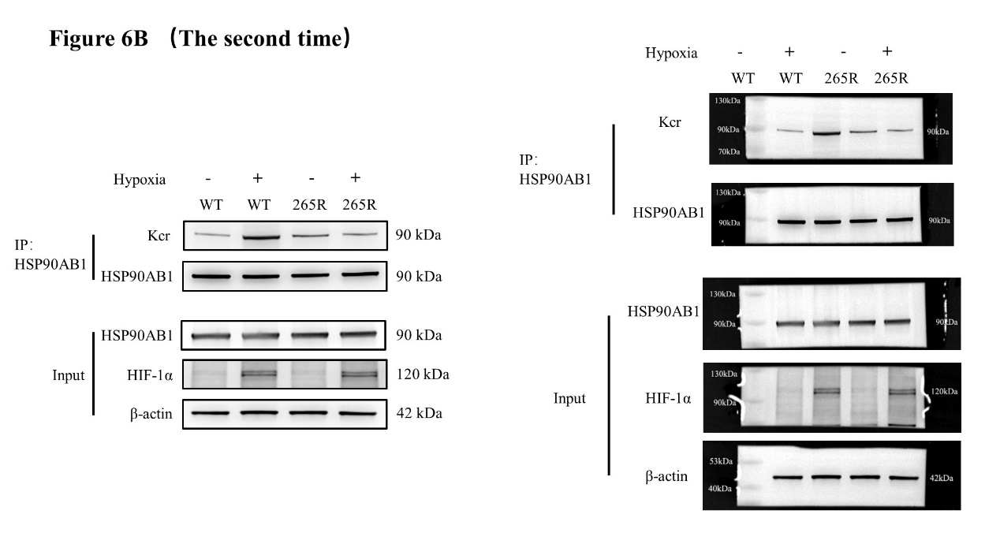 Figure 6B （The second time）
Hypoxia - + - +
WT WT 265R 265R
IP:
HSP90AB1
Kcr 90 kDa
HSP90AB1 90 kDa
Input
HSP90AB1 90 kDa
HIF-1α 120 kDa
β-actin 42 kDa
Hypoxia - + - +
WT WT 265R 265R
IP:
HSP90AB1
Kcr
130kDa
90kDa 90kDa
70kDa
HSP90AB1
130kDa
90kDa 90kDa
Input
HSP90AB1
130kDa
90kDa 90kDa
HIF-1α
130kDa
120kDa
90kDa
β-actin
53kDa
42kDa
40kDa